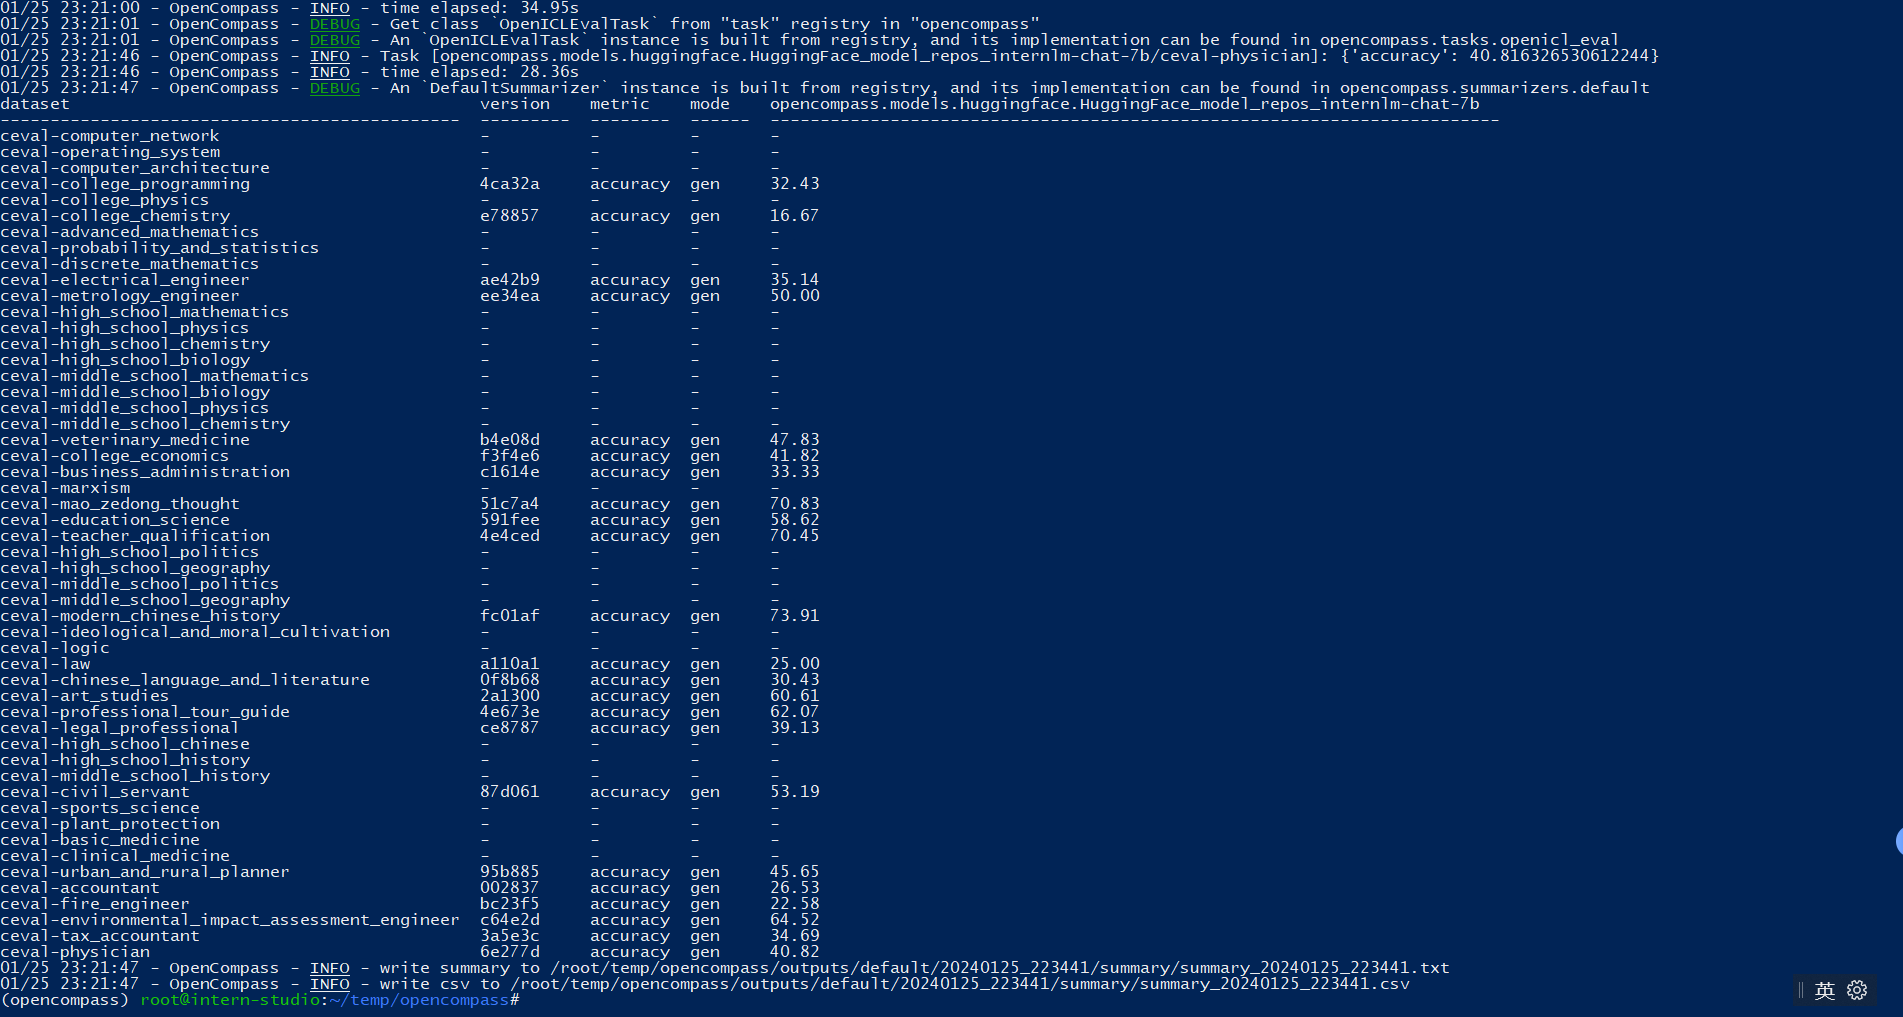 01/25 23:21:00 - OpenCompass - INFO - time elapsed: 34.95s
01/25 23:21:01 - OpenCompass - DEBUG - Get class `OpenICLEvalTask` from "task" registry in "opencompass"
01/25 23:21:01 - OpenCompass - DEBUG - An `OpenICLEvalTask` instance is built from registry, and its implementation can be found in opencompass.tasks.openicl_eval
01/25 23:21:46 - OpenCompass - INFO - Task [opencompass.models.huggingface.HuggingFace_model_repos_internlm-chat-7b/ceval-physician]: {'accuracy': 40.816326530612244}
01/25 23:21:46 - OpenCompass - INFO - time elapsed: 28.36s
01/25 23:21:47 - OpenCompass - DEBUG - An `DefaultSummarizer` instance is built from registry, and its implementation can be found in opencompass.summarizers.default
dataset version metric mode opencompass.models.huggingface.HuggingFace_model_repos_internlm-chat-7b
---------------------------------------------- --------- -------- ------ -------------------------------------------------------------------------
ceval-computer_network - - - -
ceval-operating_system - - - -
ceval-computer_architecture - - - -
ceval-college_programming 4ca32a accuracy gen 32.43
ceval-college_physics - - - -
ceval-college_chemistry e78857 accuracy gen 16.67
ceval-advanced_mathematics - - - -
ceval-probability_and_statistics - - - -
ceval-discrete_mathematics - - - -
ceval-electrical_engineer ae42b9 accuracy gen 35.14
ceval-metrology_engineer ee34ea accuracy gen 50.00
ceval-high_school_mathematics - - - -
ceval-high_school_physics - - - -
ceval-high_school_chemistry - - - -
ceval-high_school_biology - - - -
ceval-middle_school_mathematics - - - -
ceval-middle_school_biology - - - -
ceval-middle_school_physics - - - -
ceval-middle_school_chemistry - - - -
ceval-veterinary_medicine b4e08d accuracy gen 47.83
ceval-college_economics f3f4e6 accuracy gen 41.82
ceval-business_administration c1614e accuracy gen 33.33
ceval-marxism - - - -
ceval-mao_zedong_thought 51c7a4 accuracy gen 70.83
ceval-education_science 591fee accuracy gen 58.62
ceval-teacher_qualification 4e4ced accuracy gen 70.45
ceval-high_school_politics - - - -
ceval-high_school_geography - - - -
ceval-middle_school_politics - - - -
ceval-middle_school_geography - - - -
ceval-modern_chinese_history fc01af accuracy gen 73.91
ceval-ideological_and_moral_cultivation - - - -
ceval-logic - - - -
ceval-law a110a1 accuracy gen 25.00
ceval-chinese_language_and_literature 0f8b68 accuracy gen 30.43
ceval-art_studies 2a1300 accuracy gen 60.61
ceval-professional_tour_guide 4e673e accuracy gen 62.07
ceval-legal_professional ce8787 accuracy gen 39.13
ceval-high_school_chinese - - - -
ceval-high_school_history - - - -
ceval-middle_school_history - - - -
ceval-civil_servant 87d061 accuracy gen 53.19
ceval-sports_science - - - -
ceval-plant_protection - - - -
ceval-basic_medicine - - - -
ceval-clinical_medicine - - - -
ceval-urban_and_rural_planner 95b885 accuracy gen 45.65
ceval-accountant 002837 accuracy gen 26.53
ceval-fire_engineer bc23f5 accuracy gen 22.58
ceval-environmental_impact_assessment_engineer c64e2d accuracy gen 64.52
ceval-tax_accountant 3a5e3c accuracy gen 34.69
ceval-physician 6e277d accuracy gen 40.82
01/25 23:21:47 - OpenCompass - INFO - write summary to /root/temp/opencompass/outputs/default/20240125_223441/summary/summary_20240125_223441.txt
01/25 23:21:47 - OpenCompass - INFO - write csv to /root/temp/opencompass/outputs/default/20240125_223441/summary/summary_20240125_223441.csv
(opencompass) root@intern-studio:~/temp/opencompass#
英